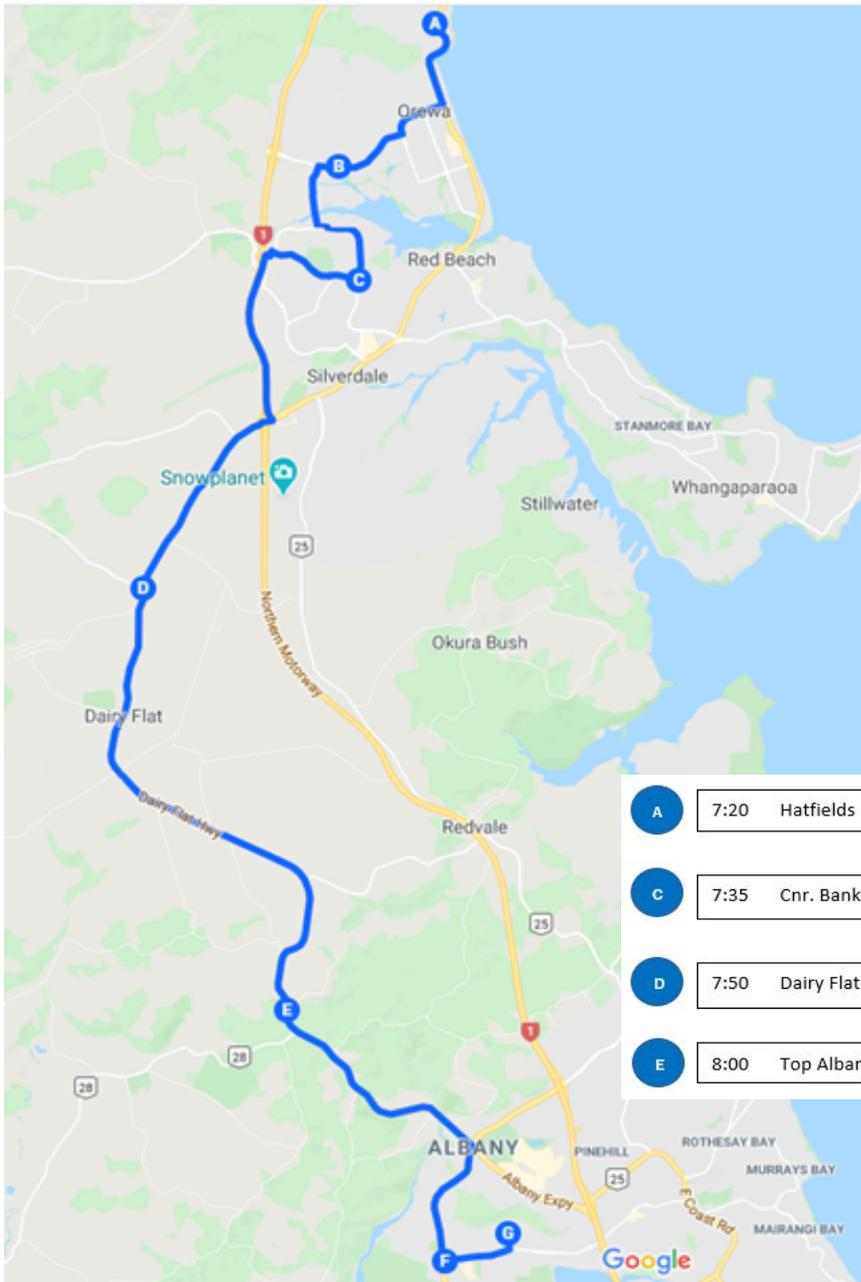 A
Orewa
B
1
Red Beach
C
Silverdale
STANMORE BAY
Snowplanet
Whangaparaoa
Stillwater
25
D
Northern Motorway
Okura Bush
Dairy Flat
Dairy Flat Hwy
Redvale
A 7:20 Hatfields
C 7:35 Cnr. Bank
D 7:50 Dairy Flat
E 8:00 Top Alban
25
E
1
28
28
ALBANY
PINEHILL
ROTHESAY BAY
25
MURRAYS BAY
Albany Expy
E Coast Rd
MAIRANGI BAY
G
F
Google